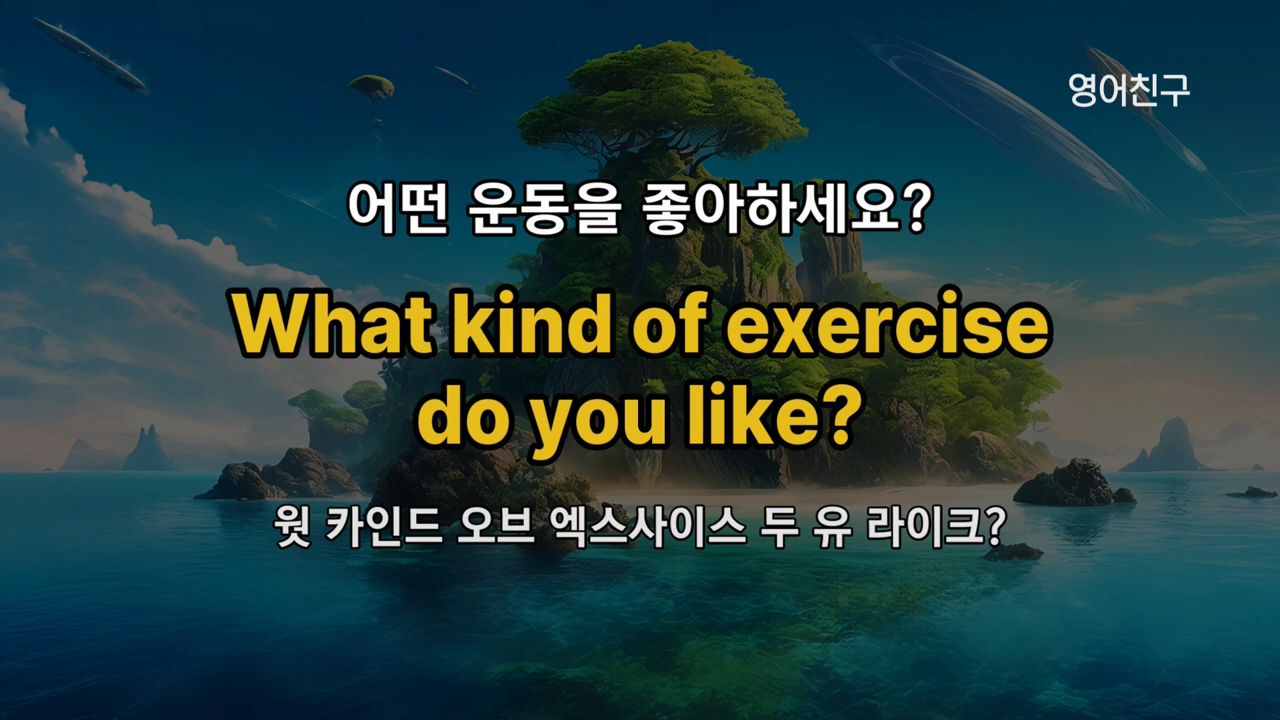 영어친구
어떤 운동을 좋아하세요?
What kind of exercise
do you like?
웟 카인드 오브 엑스사이스 두 유 라이크?